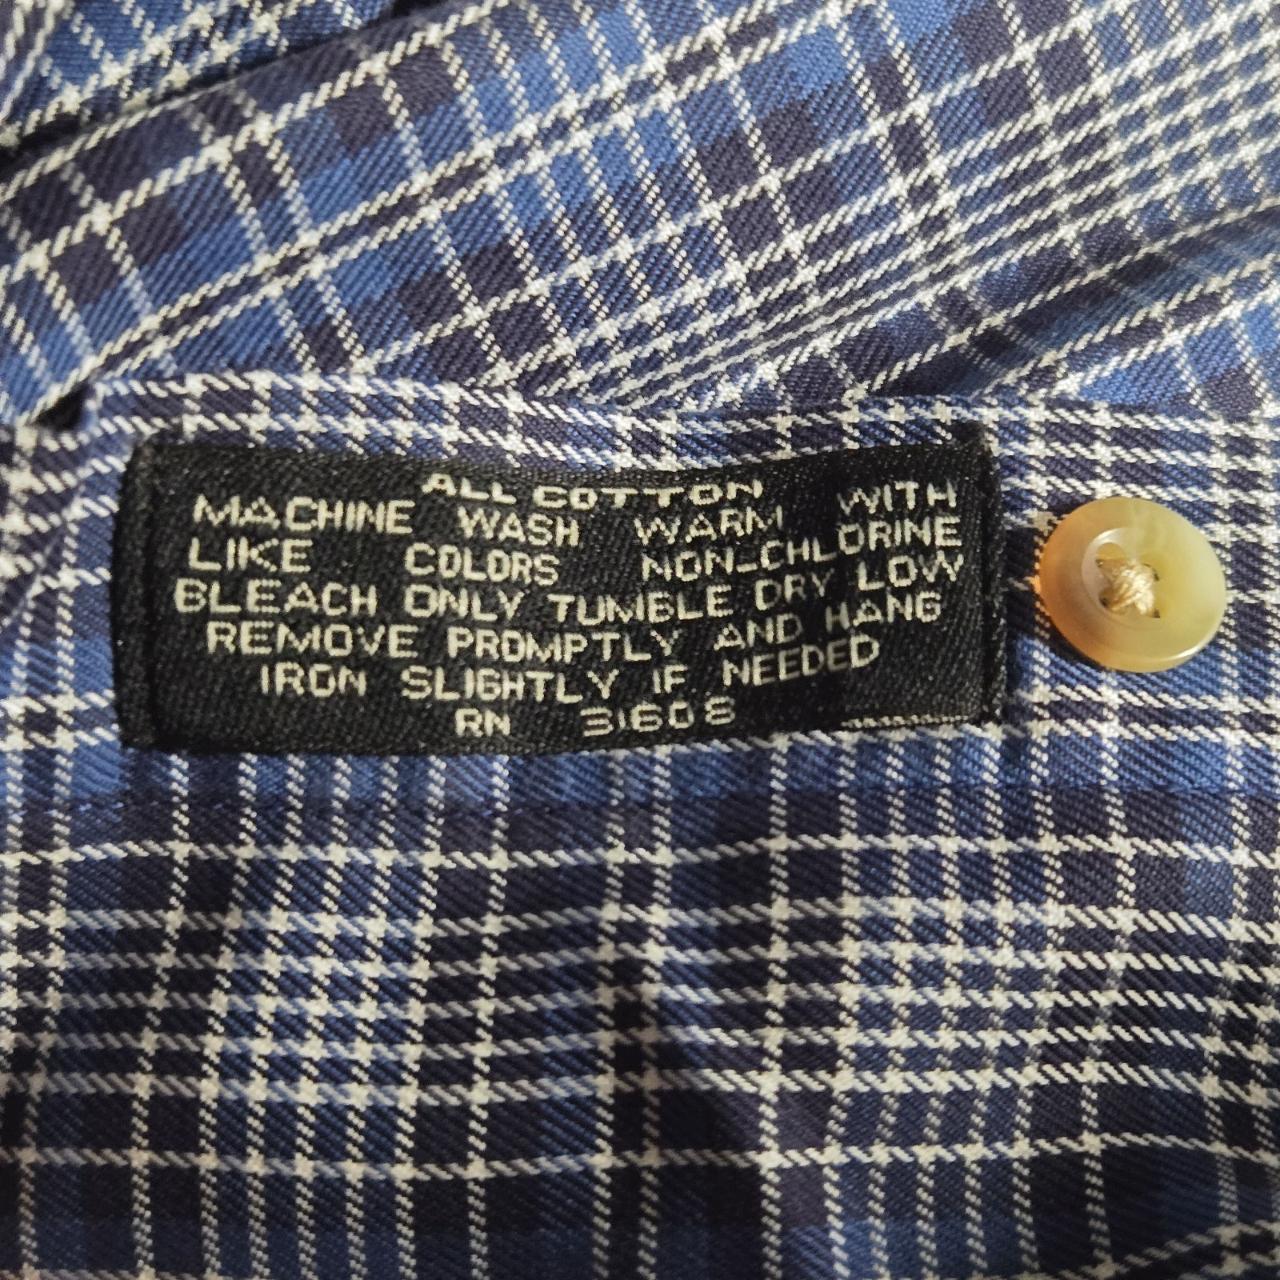 ALL COTTON
MACHINE WASH WARM WITH
LIKE COLORS NON-CHLORINE
BLEACH ONLY TUMBLE DRY LOW
REMOVE PROMPTLY AND HANG
IRON SLIGHTLY IF NEEDED
RN 31608